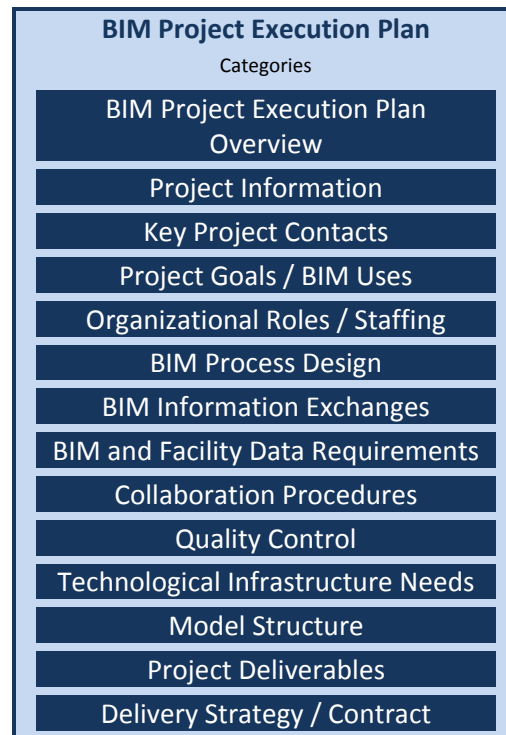 BIM Project Execution Plan
Categories
BIM Project Execution Plan
Overview
Project Information
Key Project Contacts
Project Goals / BIM Uses
Organizational Roles / Staffing
BIM Process Design
BIM Information Exchanges
BIM and Facility Data Requirements
Collaboration Procedures
Quality Control
Technological Infrastructure Needs
Model Structure
Project Deliverables
Delivery Strategy / Contract